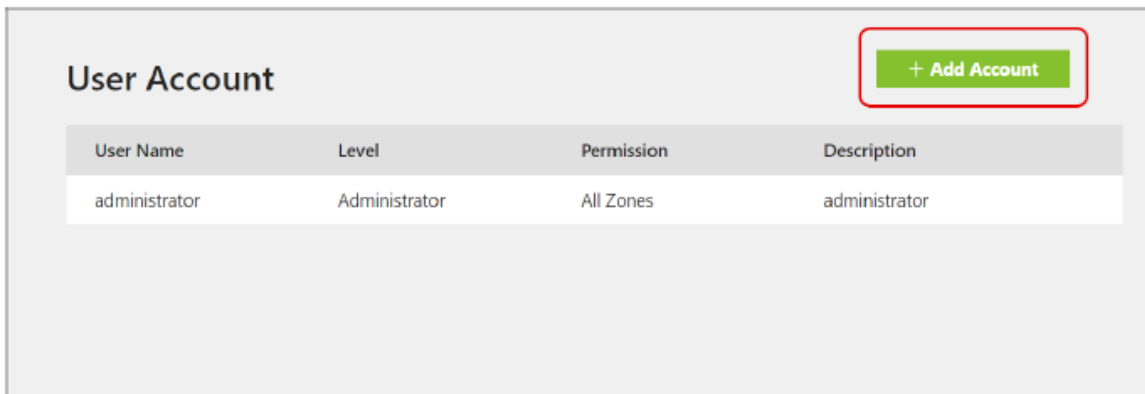 User Account
+ Add Account
User Name Level Permission Description
administrator Administrator All Zones administrator